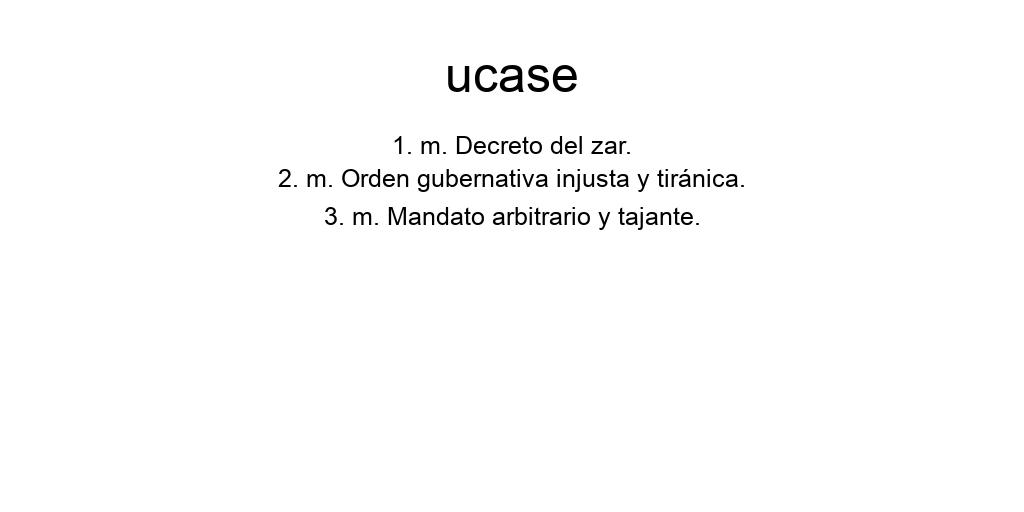 ucase
1. m. Decreto del zar.
2. m. Orden gubernativa injusta y tiránica.
3. m. Mandato arbitrario y tajante.